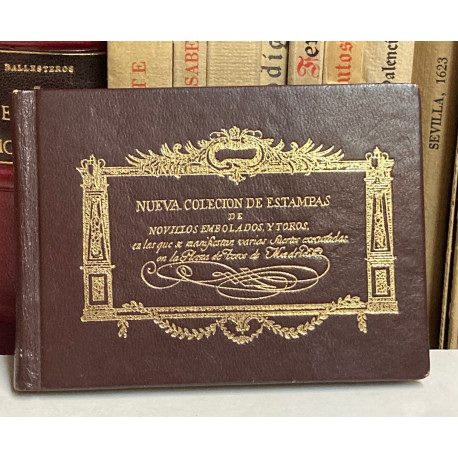 BALLESTEROS
NUEVA COLECION DE ESTAMPAS
DE
NOVILLOS EMBOLADOS, Y TOROS,
en las que se manifiestan varias Suertes executadas
en la Plaza de toros de Madrid
SEVILLA, 1623